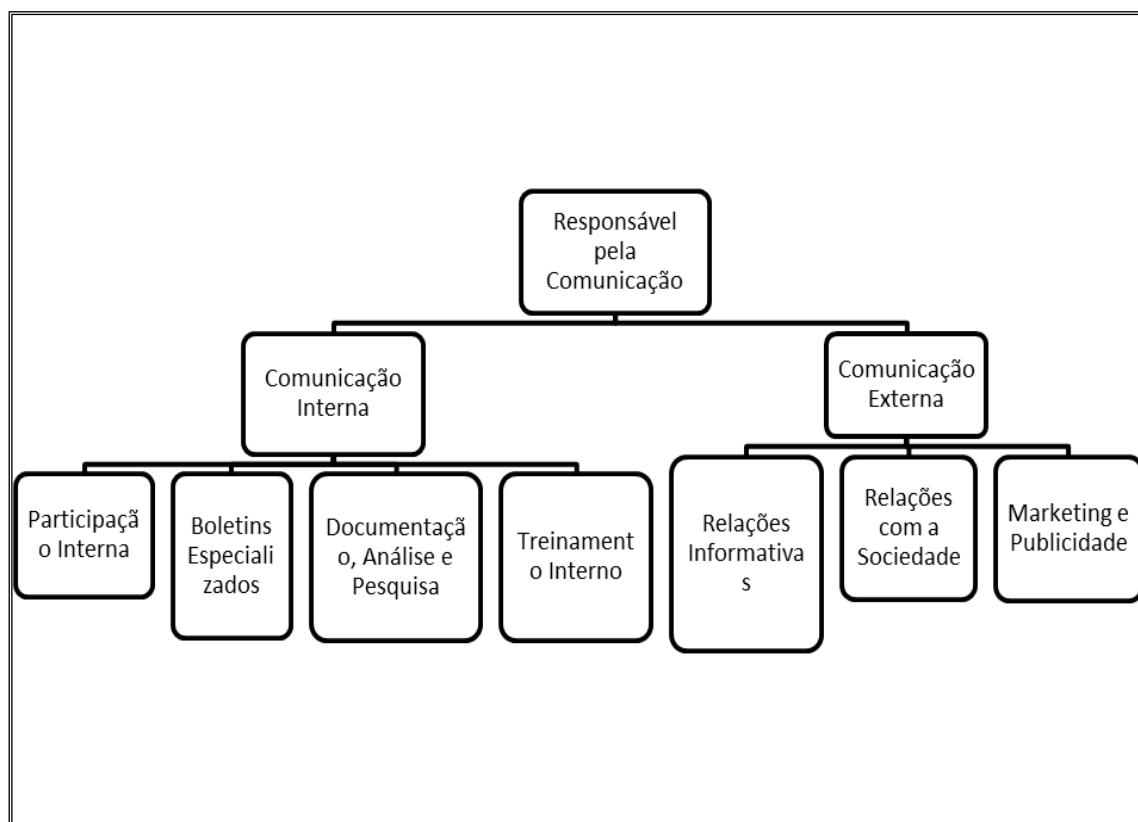 Responsável
pela
Comunicação
Comunicação
Interna
Comunicação
Externa
Participaçã
o Interna
Boletins
Especiali
zados
Documentaçã
o, Análise e
Pesquisa
Treinament
o Interno
Relações
Informativa
s
Relações
com a
Sociedade
Marketing e
Publicidade